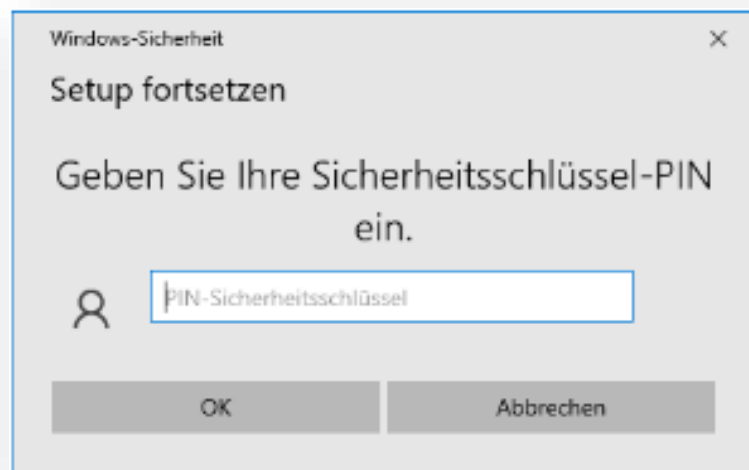 Windows-Sicherheit
Setup fortsetzen
Geben Sie Ihre Sicherheitsschlüssel-PIN
ein.
PIN-Sicherheitsschlüssel
OK
Abbrechen